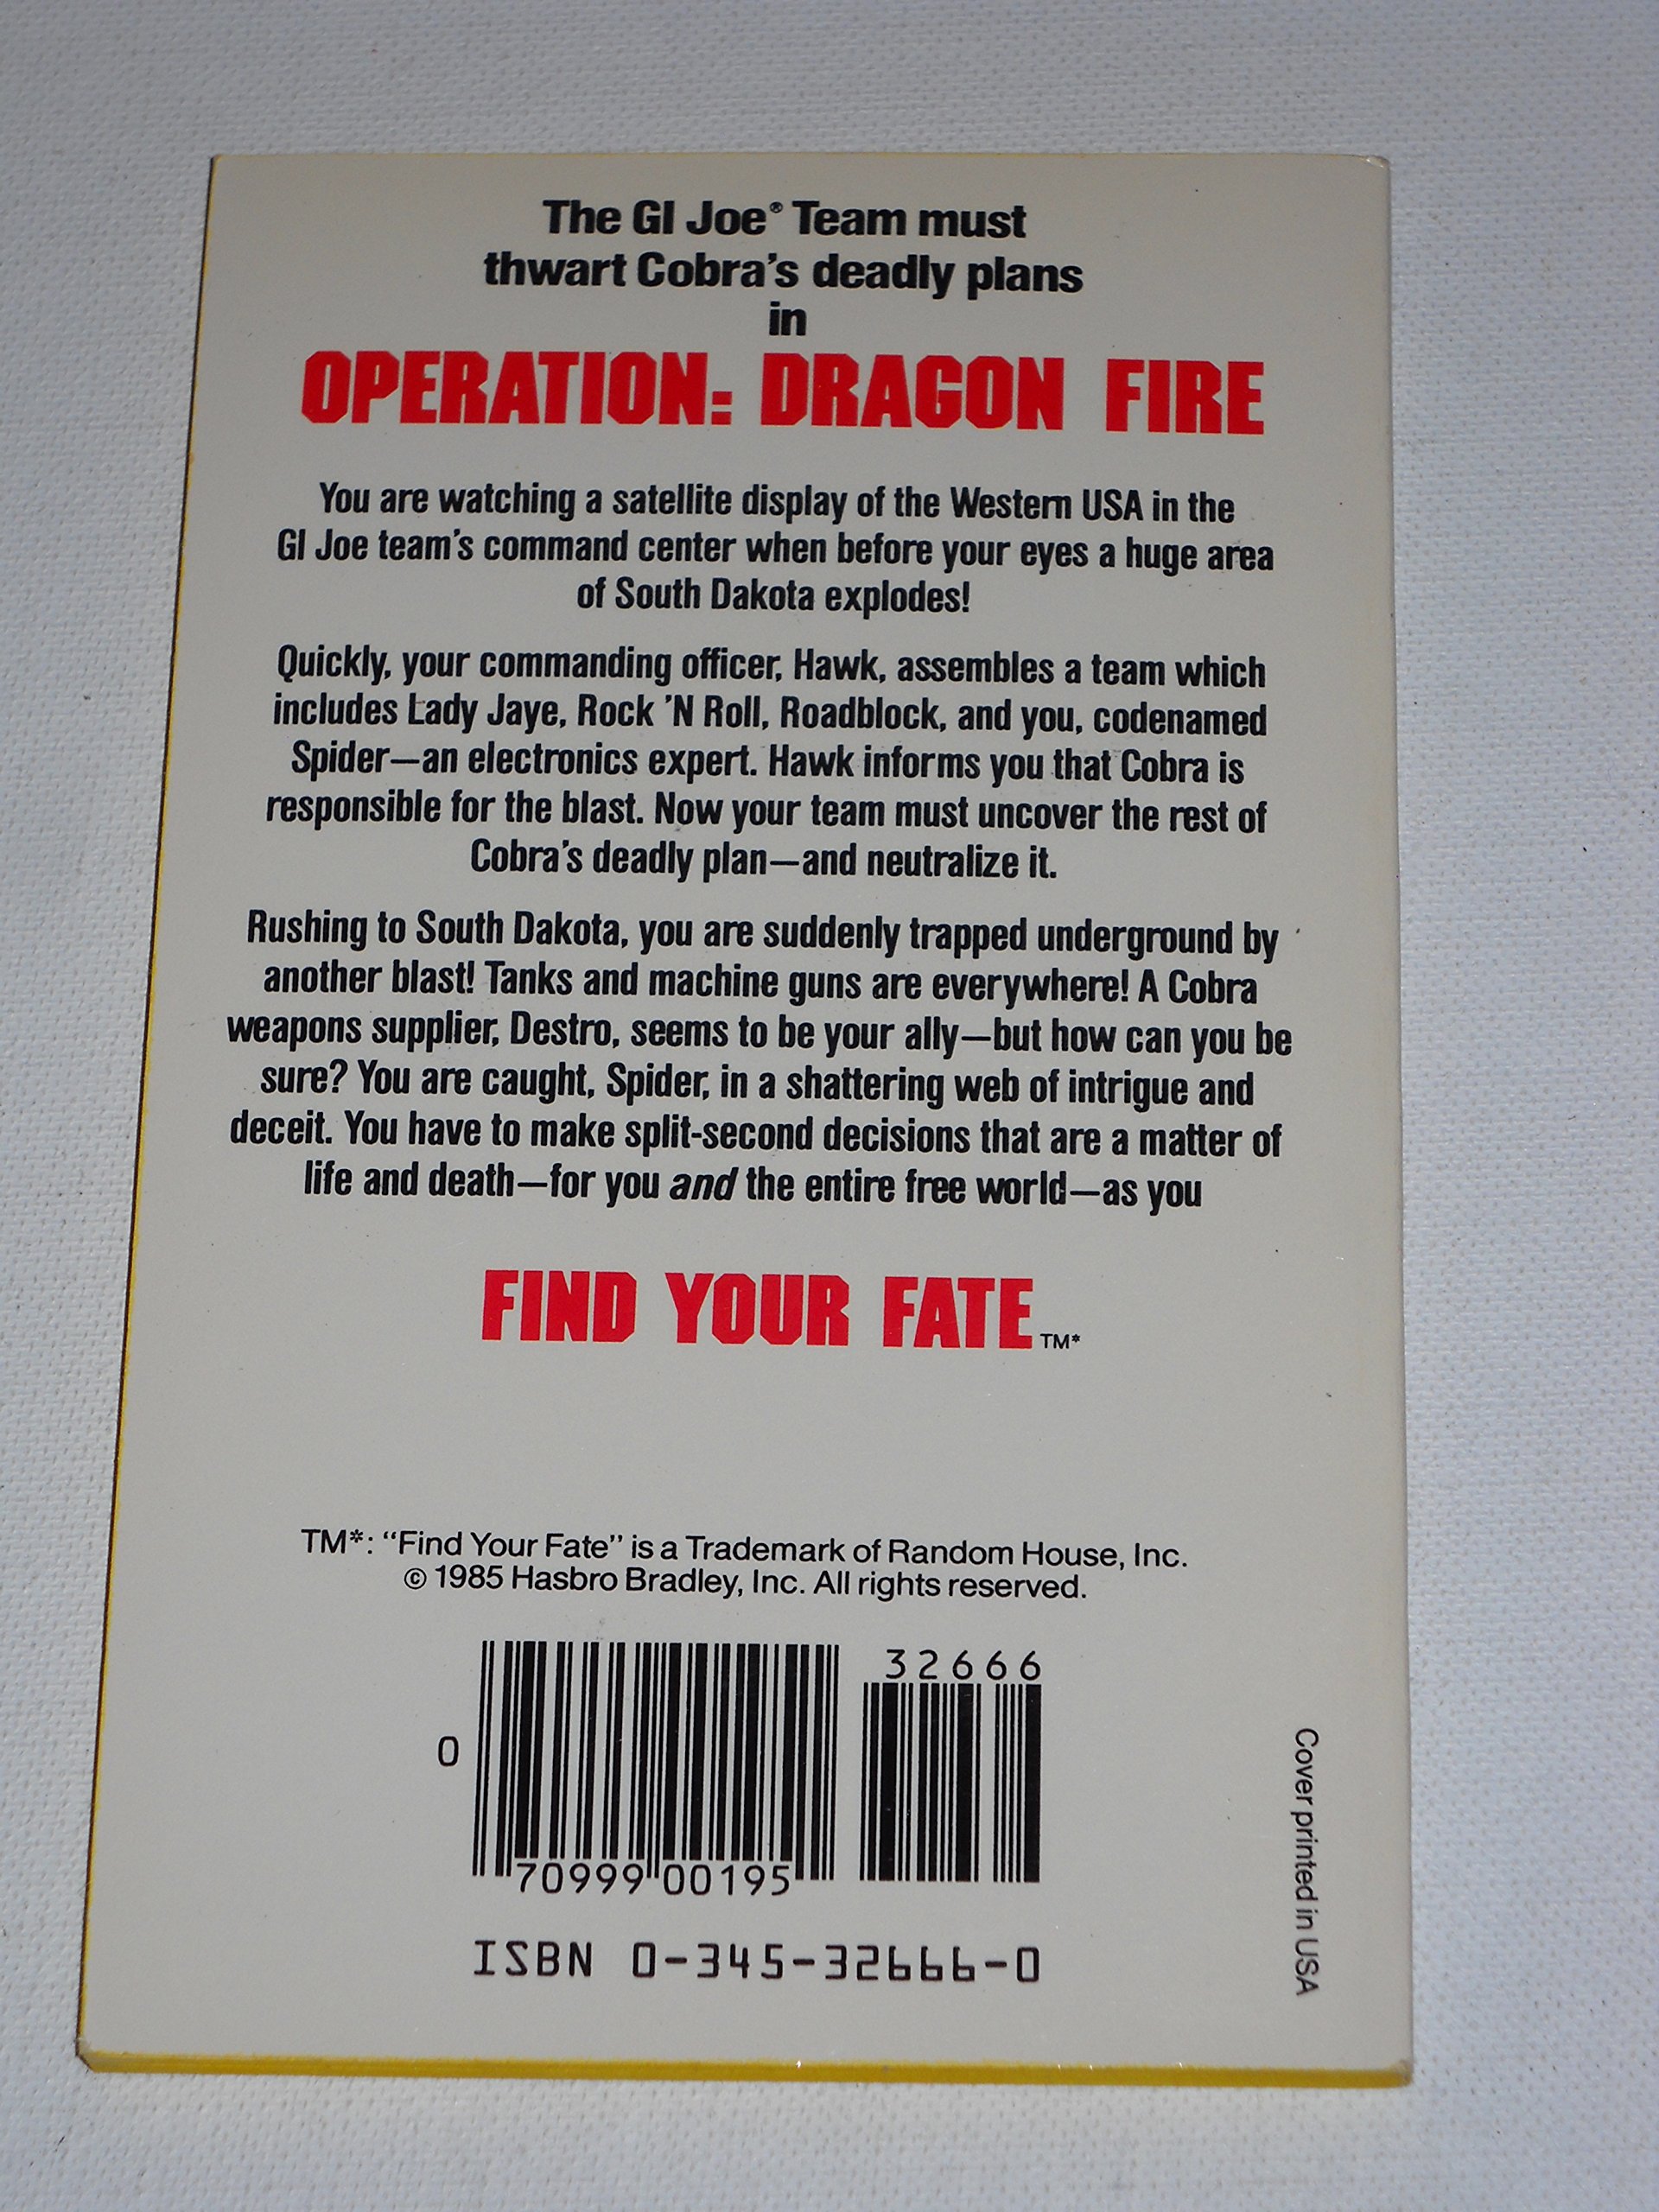 The GI Joe® Team must
thwart Cobra's deadly plans
in
OPERATION: DRAGON FIRE
You are watching a satellite display of the Western USA in the
GI Joe team's command center when before your eyes a huge area
of South Dakota explodes!
Quickly, your commanding officer, Hawk, assembles a team which
includes Lady Jaye, Rock 'N Roll, Roadblock, and you, codenamed
Spider—an electronics expert. Hawk informs you that Cobra is
responsible for the blast. Now your team must uncover the rest of
Cobra's deadly plan—and neutralize it.
Rushing to South Dakota, you are suddenly trapped underground by
another blast! Tanks and machine guns are everywhere! A Cobra
weapons supplier, Destro, seems to be your ally—but how can you be
sure? You are caught, Spider, in a shattering web of intrigue and
deceit. You have to make split-second decisions that are a matter of
life and death—for you and the entire free world—as you
FIND YOUR FATE TM*
TM*: "Find Your Fate" is a Trademark of Random House, Inc.
© 1985 Hasbro Bradley, Inc. All rights reserved.
32666
0
70999 00195
ISBN 0-345-32666-0
Cover printed in USA